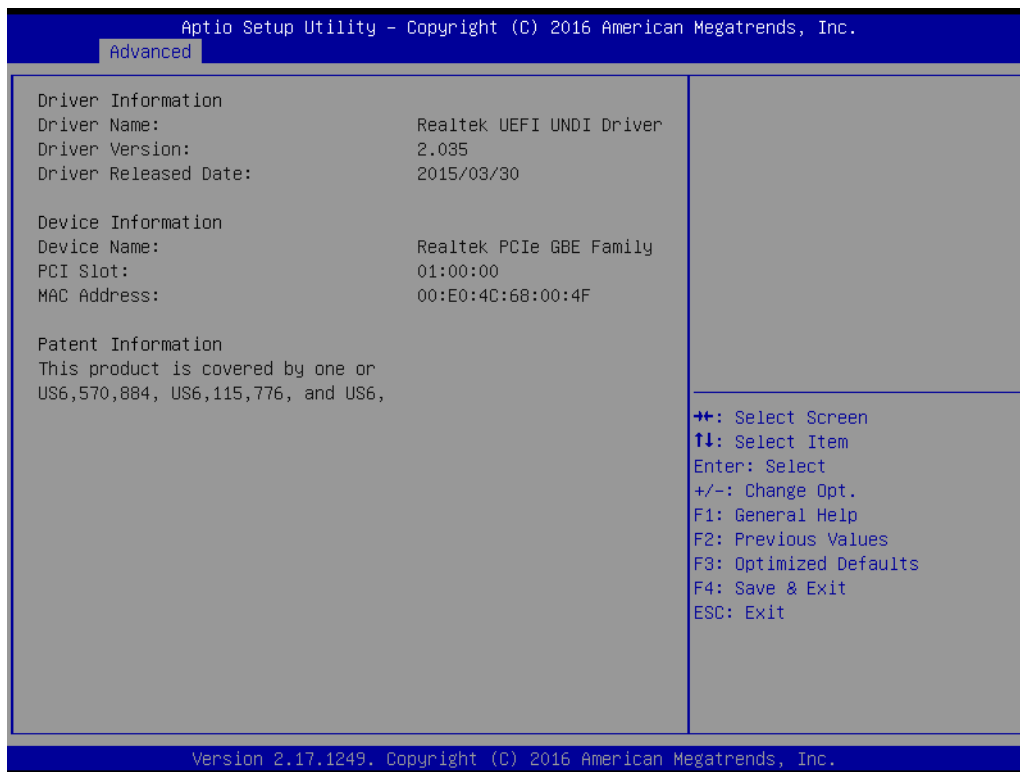 Aptio Setup Utility – Copyright (C) 2016 American Megatrends, Inc.
Advanced
Driver Information
Driver Name: Realtek UEFI UNDI Driver
Driver Version: 2.035
Driver Released Date: 2015/03/30
Device Information
Device Name: Realtek PCIe GBE Family
PCI Slot: 01:00:00
MAC Address: 00:E0:4C:68:00:4F
Patent Information
This product is covered by one or
US6,570,884, US6,115,776, and US6,
→←: Select Screen
↑↓: Select Item
Enter: Select
+/-: Change Opt.
F1: General Help
F2: Previous Values
F3: Optimized Defaults
F4: Save & Exit
ESC: Exit
Version 2.17.1249. Copyright (C) 2016 American Megatrends, Inc.